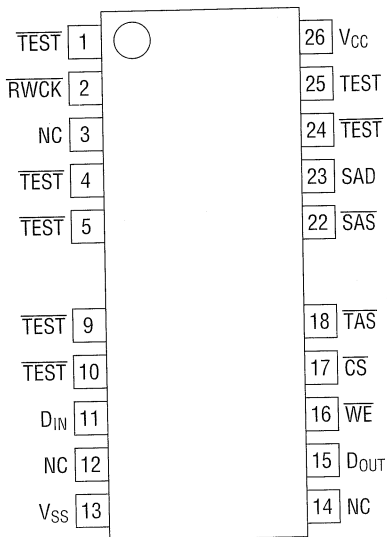 TEST 1 26 VCC
RWCK 2 25 TEST
NC 3 24 TEST
TEST 4 23 SAD
TEST 5 22 SAS
TEST 9 18 TAS
TEST 10 17 CS
DIN 11 16 WE
NC 12 15 DOUT
VSS 13 14 NC